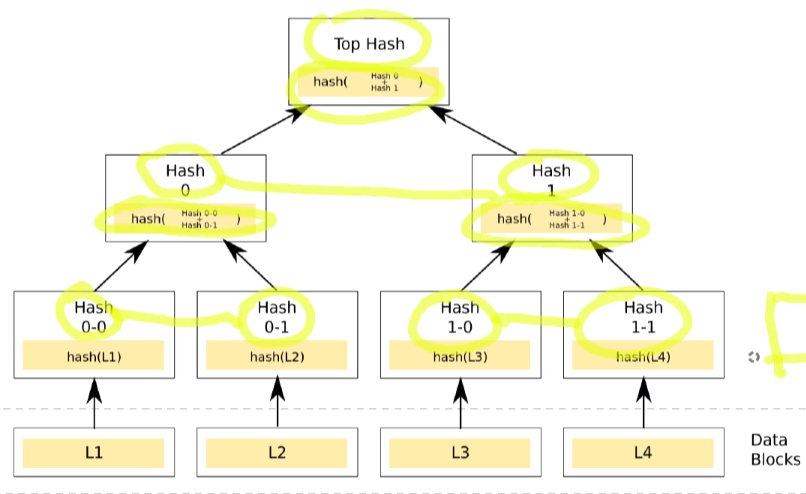 Top Hash
hash( Hash 0 + Hash 1 )
Hash
0
hash( Hash 0-0 + Hash 0-1 )
Hash
1
hash( Hash 1-0 + Hash 1-1 )
Hash
0-0
hash(L1)
Hash
0-1
hash(L2)
Hash
1-0
hash(L3)
Hash
1-1
hash(L4)
L1
L2
L3
L4
Data
Blocks